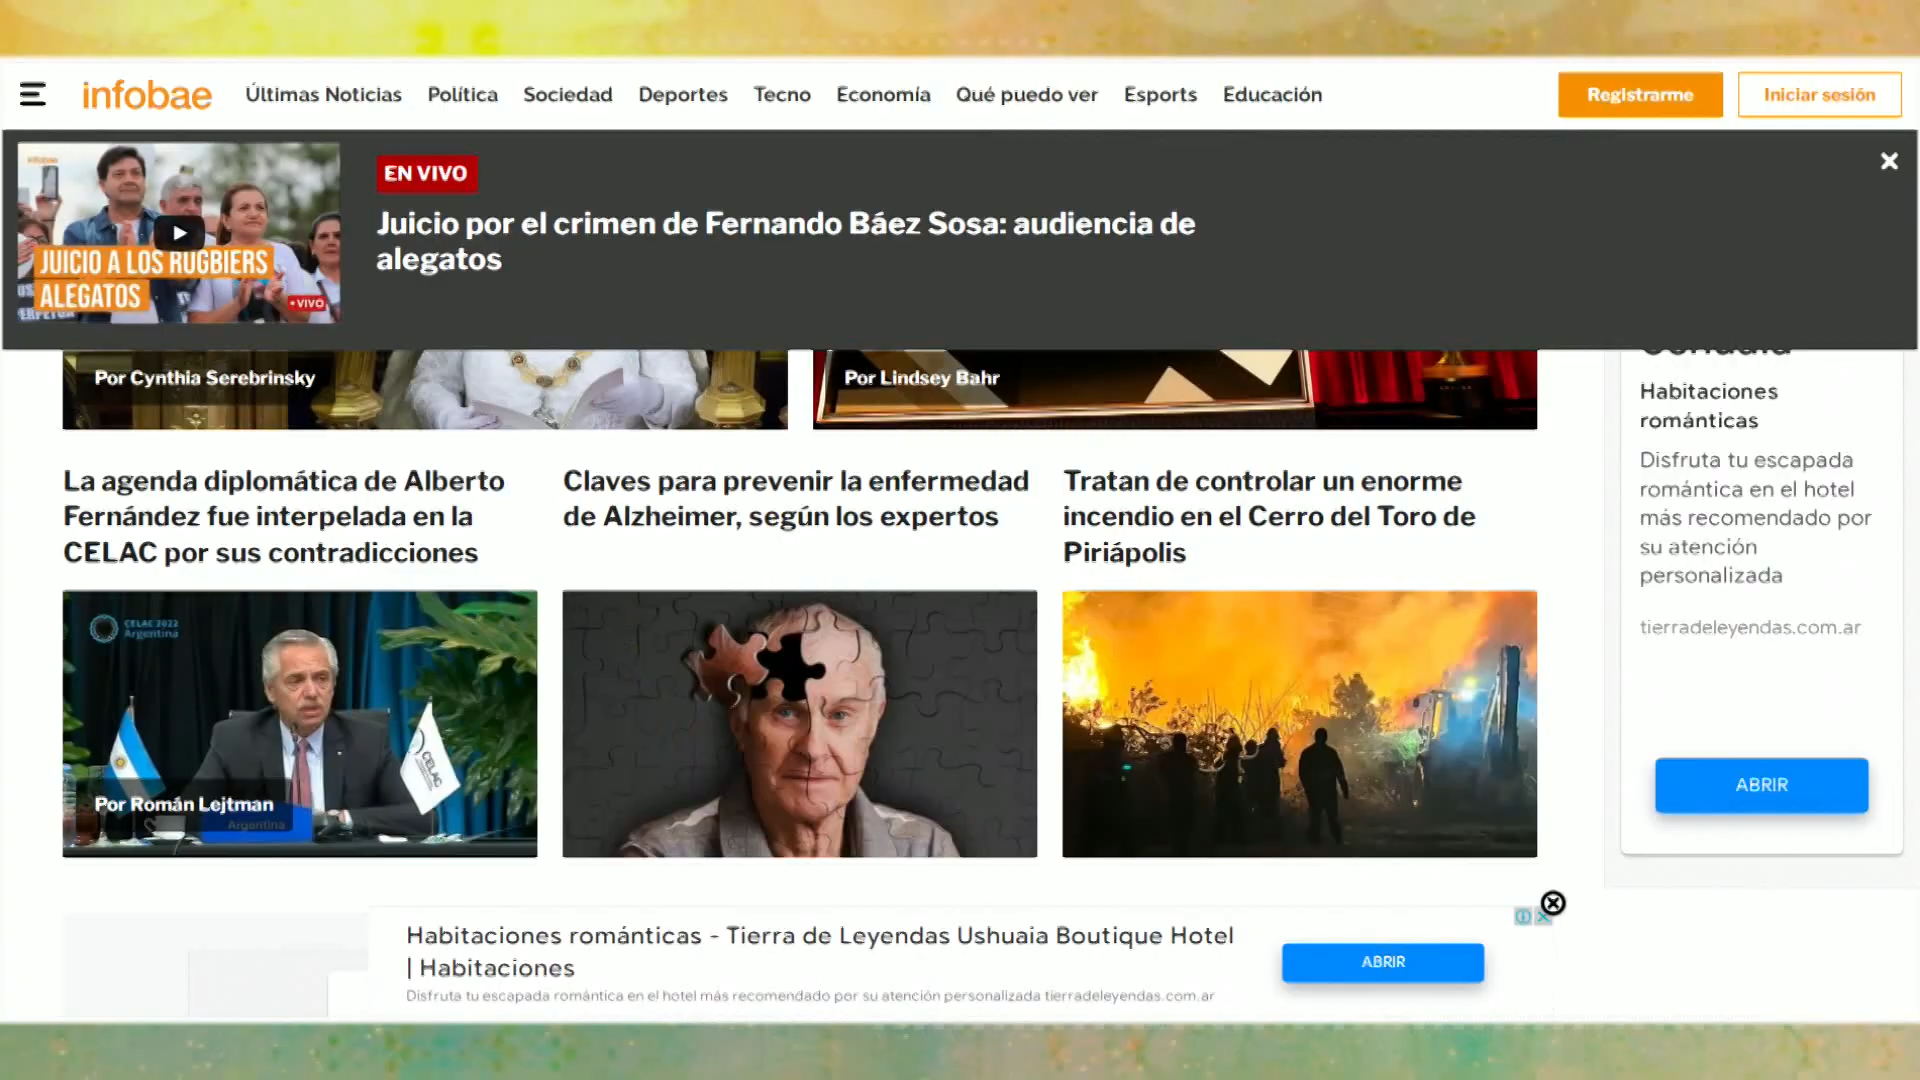 infobae
Últimas Noticias
Política
Sociedad
Deportes
Tecno
Economía
Qué puedo ver
Esports
Educación
Registrarme
Iniciar sesión
infobae
JUICIO A LOS RUGBIERS
ALEGATOS
• VIVO
EN VIVO
Juicio por el crimen de Fernando Báez Sosa: audiencia de
alegatos
Por Cynthia Serebrinsky
Por Lindsey Bahr
La agenda diplomática de Alberto
Fernández fue interpelada en la
CELAC por sus contradicciones
Claves para prevenir la enfermedad
de Alzheimer, según los expertos
Tratan de controlar un enorme
incendio en el Cerro del Toro de
Piriápolis
CELAC 2022
Argentina
CELAC
Por Román Lejtman
Argentina
Habitaciones
románticas
Disfruta tu escapada
romántica en el hotel
más recomendado por
su atención
personalizada
tierradeleyendas.com.ar
ABRIR
Habitaciones románticas - Tierra de Leyendas Ushuaia Boutique Hotel
| Habitaciones
Disfruta tu escapada romántica en el hotel más recomendado por su atención personalizada tierradeleyendas.com.ar
ABRIR